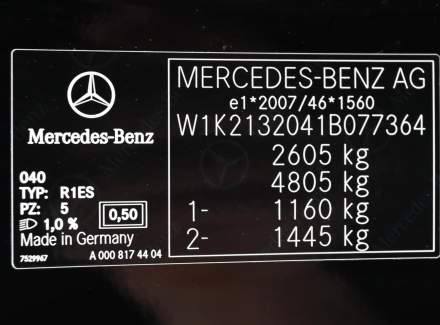 Mercedes-Benz
040
TYP: R1ES
PZ: 5
1,0 %
0,50
Made in Germany
7529967
A 000 817 44 04
MERCEDES-BENZ AG
e1*2007/46*1560
W1K2132041B077364
2605 kg
4805 kg
1- 1160 kg
2- 1445 kg